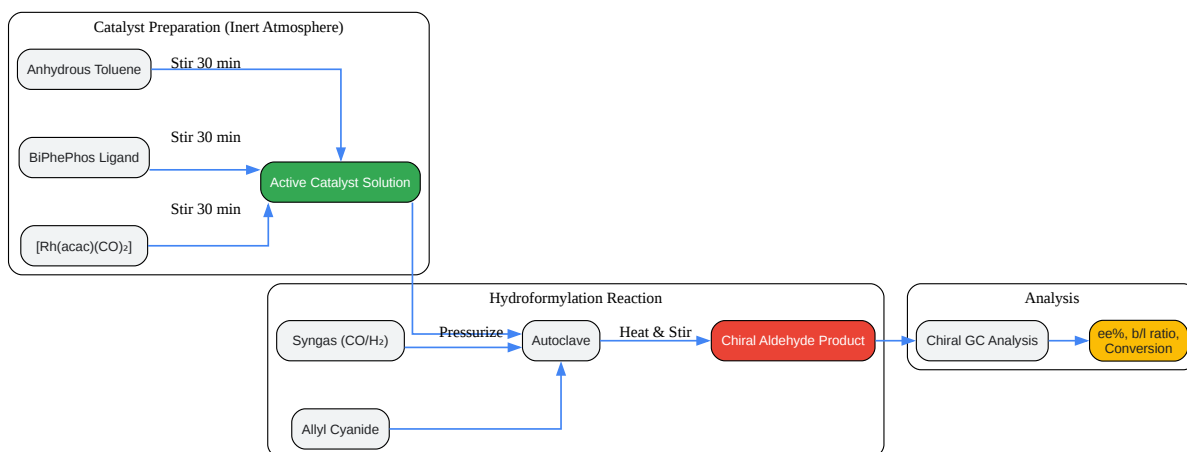 Catalyst Preparation (Inert Atmosphere)
Anhydrous Toluene
Stir 30 min
BiPhePhos Ligand
Stir 30 min
Active Catalyst Solution
[Rh(acac)(CO)₂]
Stir 30 min
Hydroformylation Reaction
Syngas (CO/H₂)
Pressurize
Autoclave
Heat & Stir
Chiral Aldehyde Product
Allyl Cyanide
Analysis
Chiral GC Analysis
ee%, b/l ratio,
Conversion